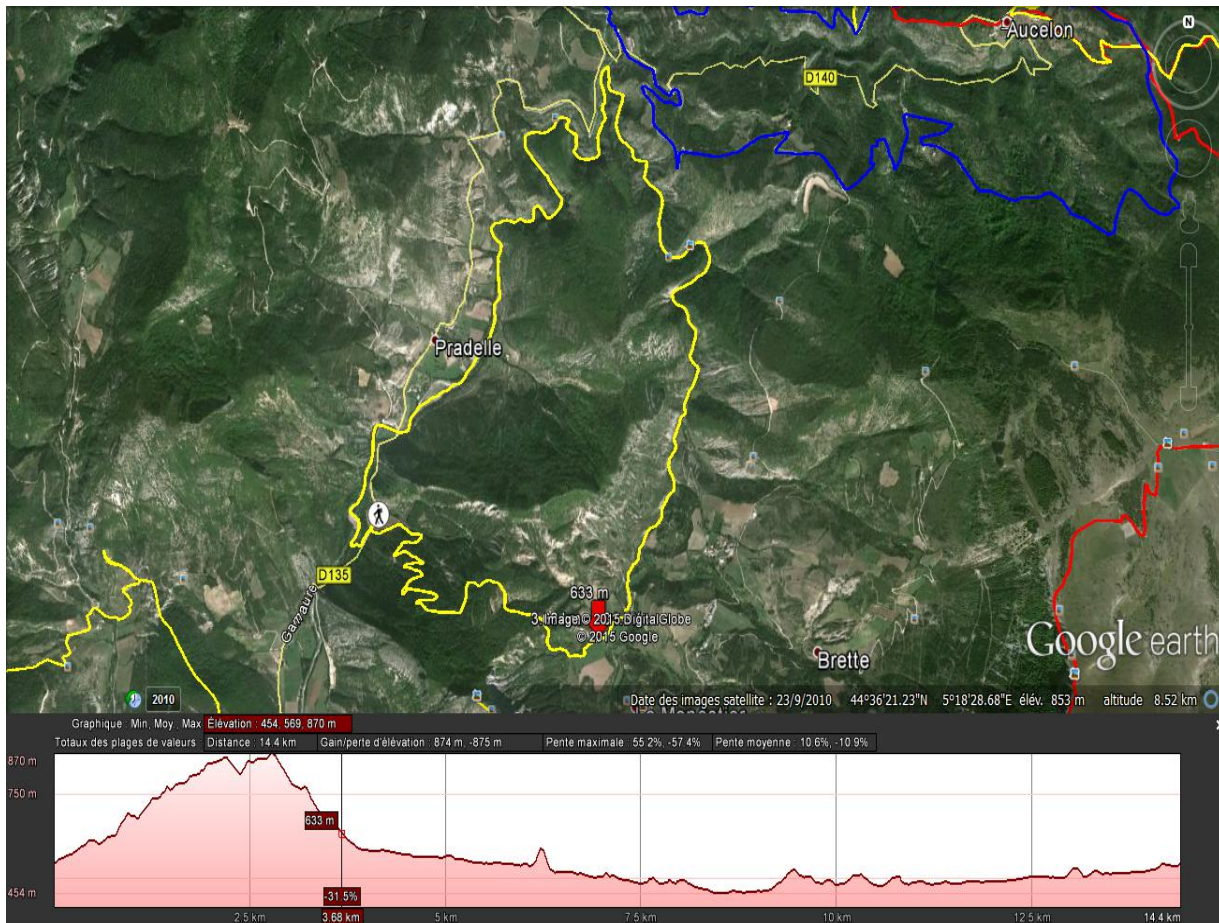 Aucelon
N
D140
Pradelle
D135
Gamaure
633 m
Image © 2015 DigitalGlobe
© 2015 Google
Brette
Google earth
2010
Date des images satellite : 23/9/2010 44°36'21.23"N 5°18'28.68"E élév. 853 m altitude 8.52 km
Graphique : Min, Moy., Max Élévation : 454, 569, 870 m
Totaux des plages de valeurs : Distance : 14.4 km Gain/perte d'élévation : 874 m, -875 m Pente maximale : 55.2%, -57.4% Pente moyenne : 10.6%, -10.9%
870 m
750 m
633 m
454 m
-31.5%
2.5 km 3.68 km 5 km 7.5 km 10 km 12.5 km 14.4 km